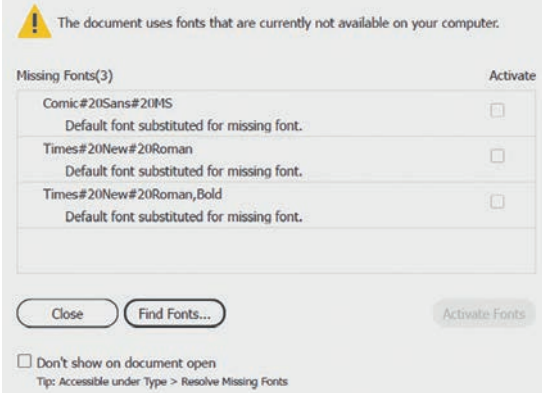 The document uses fonts that are currently not available on your computer.
Missing Fonts(3) Activate
Comic#20Sans#20MS
Default font substituted for missing font.
Times#20New#20Roman
Default font substituted for missing font.
Times#20New#20Roman,Bold
Default font substituted for missing font.
Close Find Fonts... Activate Fonts
Don't show on document open
Tip: Accessible under Type > Resolve Missing Fonts